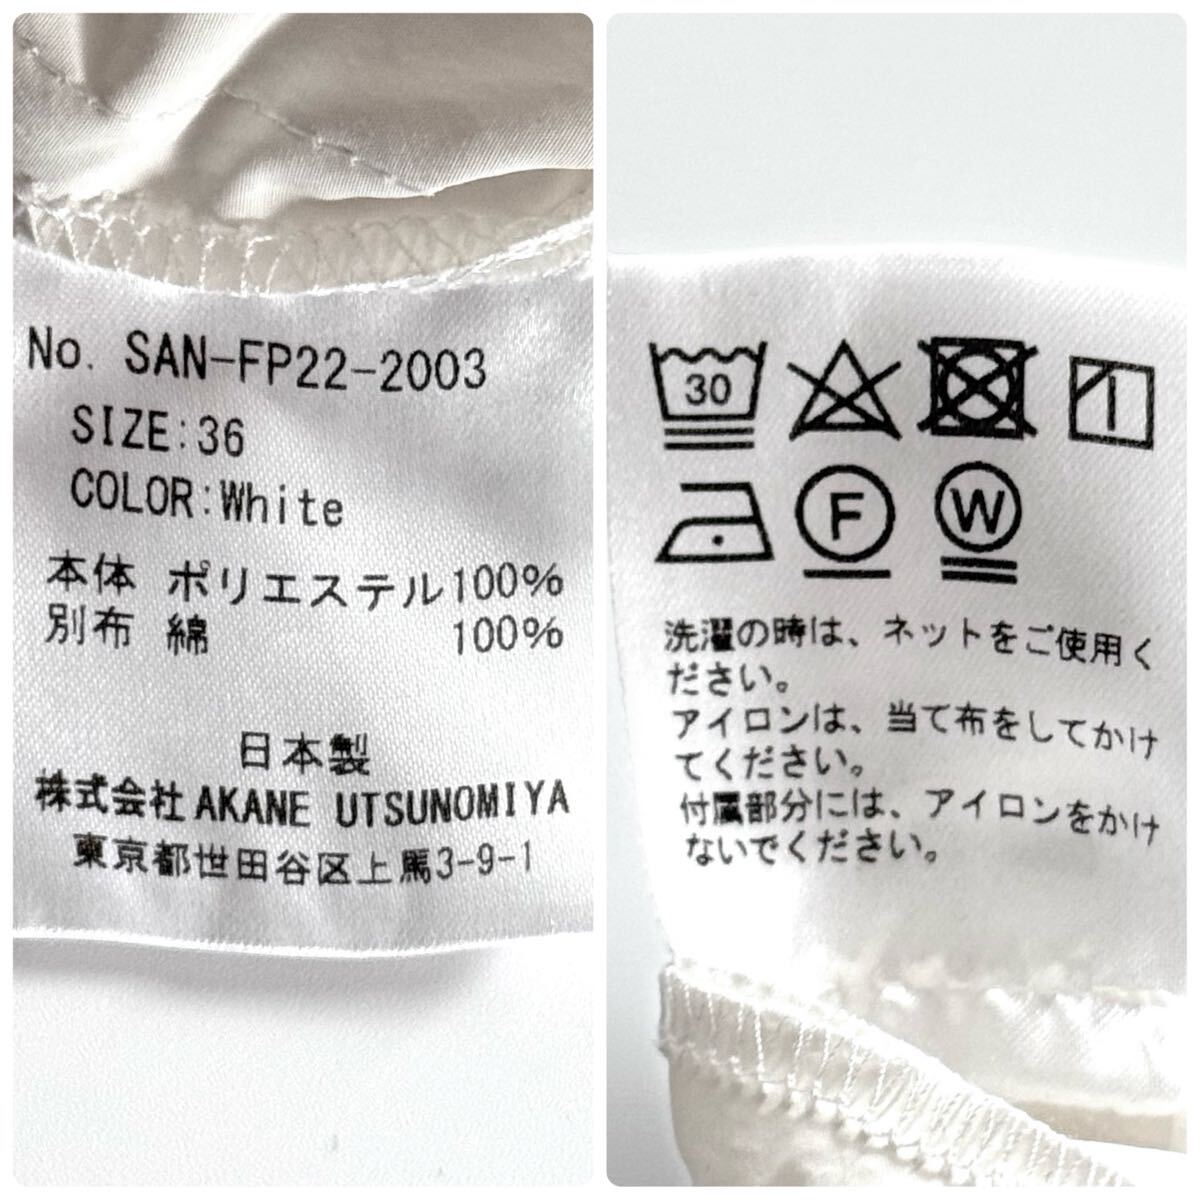 No. SAN-FP22-2003
SIZE:36
COLOR:White
本体 ポリエステル100%
別布 綿 100%
日本製
株式会社 AKANE UTSUNOMIYA
東京都世田谷区上馬3-9-1
30
F W
洗濯の時は、ネットをご使用く
ださい。
アイロンは、当て布をしてかけ
てください。
付属部分には、アイロンをかけ
ないでください。